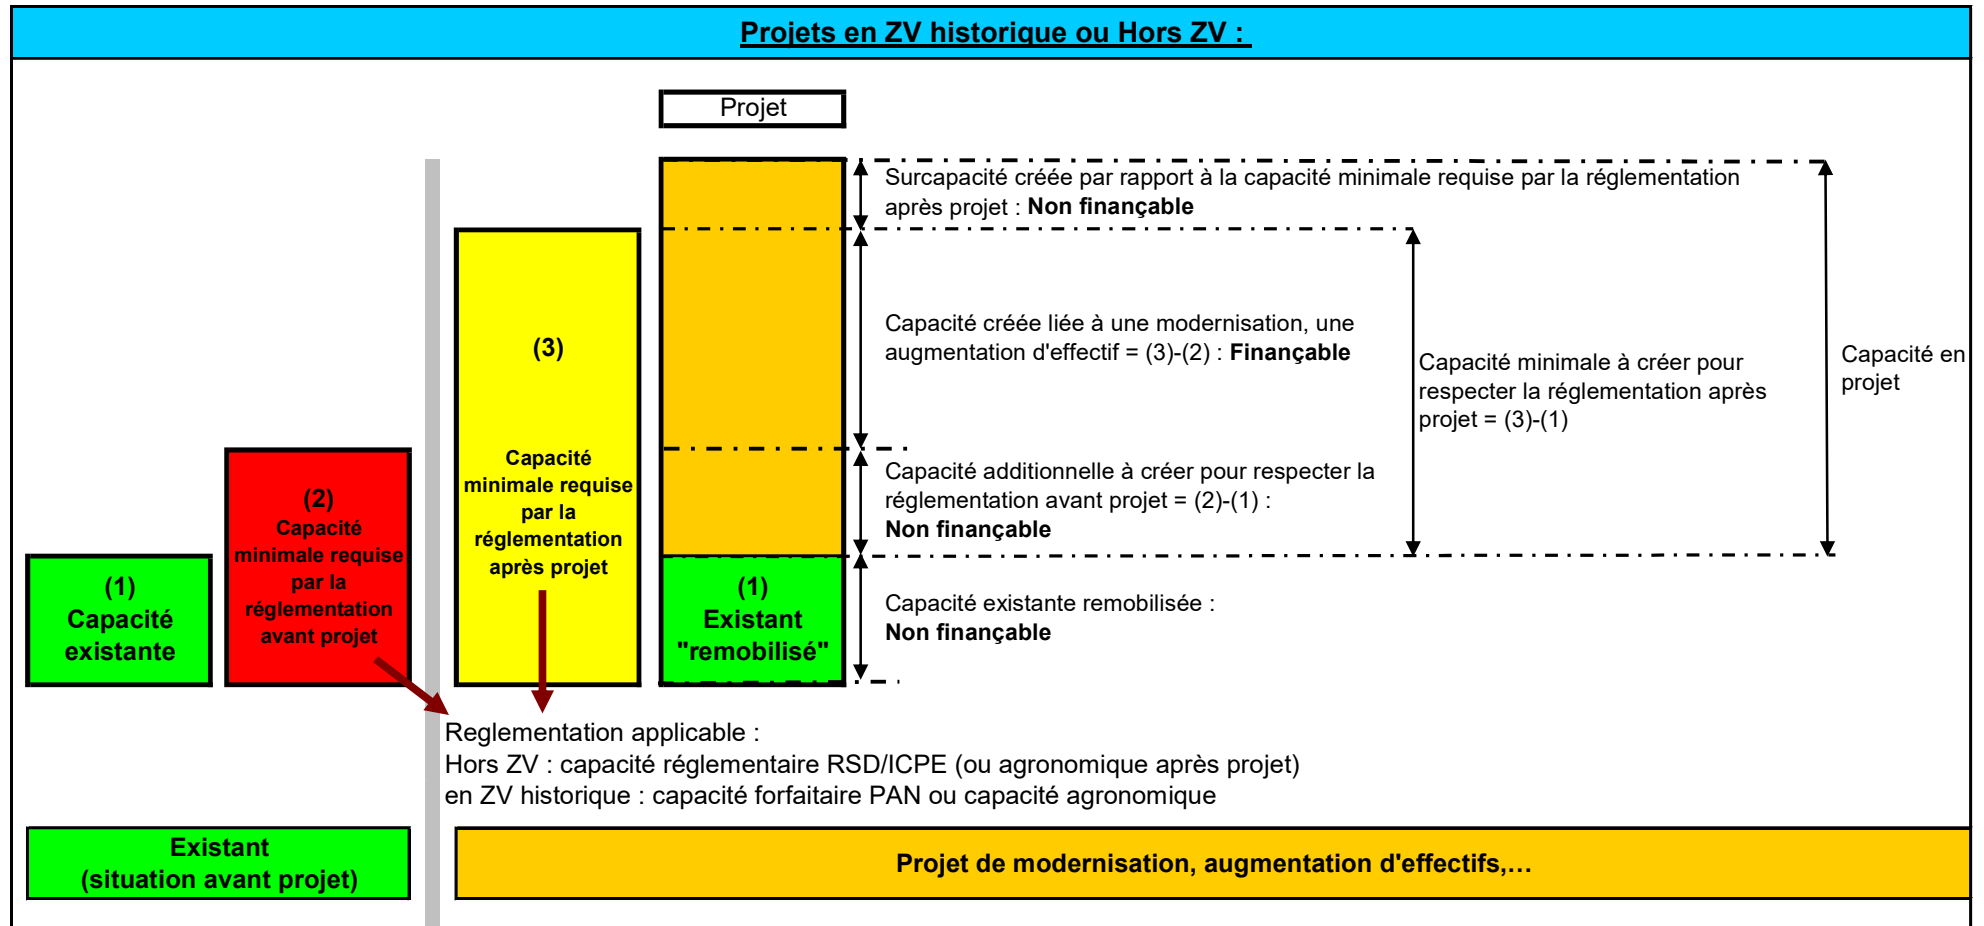 Projets en ZV historique ou Hors ZV :
Projet
Surcapacité créée par rapport à la capacité minimale requise par la réglementation
après projet : Non finançable
Capacité créée liée à une modernisation, une
augmentation d'effectif = (3)-(2) : Finançable
Capacité minimale à créer pour
respecter la réglementation après
projet = (3)-(1)
Capacité en
projet
Capacité additionnelle à créer pour respecter la
réglementation avant projet = (2)-(1) :
Non finançable
Capacité existante remobilisée :
Non finançable
(1)
Capacité
existante
(2)
Capacité
minimale requise
par la
réglementation
avant projet
(3)
Capacité
minimale requise
par la
réglementation
après projet
(1)
Existant
"remobilisé"
Reglementation applicable :
Hors ZV : capacité réglementaire RSD/ICPE (ou agronomique après projet)
en ZV historique : capacité forfaitaire PAN ou capacité agronomique
Existant
(situation avant projet)
Projet de modernisation, augmentation d'effectifs,...